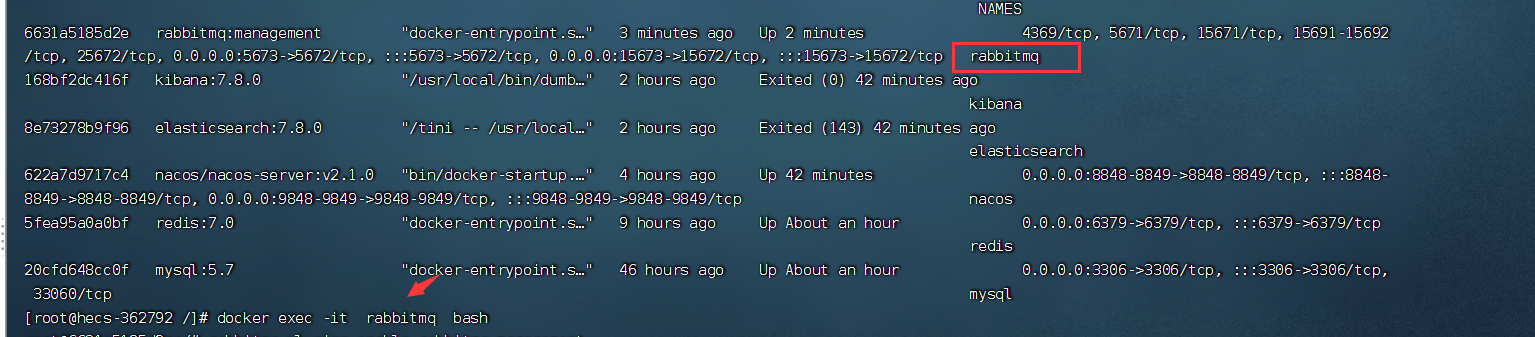 NAMES
6631a5185d2e rabbitmq:management "docker-entrypoint.s…" 3 minutes ago Up 2 minutes 4369/tcp, 5671/tcp, 15671/tcp, 15691-15692
/tcp, 25672/tcp, 0.0.0.0:5673->5672/tcp, :::5673->5672/tcp, 0.0.0.0:15673->15672/tcp, :::15673->15672/tcp rabbitmq
168bf2dc416f kibana:7.8.0 "/usr/local/bin/dumb…" 2 hours ago Exited (0) 42 minutes ago
kibana
8e73278b9f96 elasticsearch:7.8.0 "/tini -- /usr/local…" 2 hours ago Exited (143) 42 minutes ago
elasticsearch
622a7d9717c4 nacos/nacos-server:v2.1.0 "bin/docker-startup.…" 4 hours ago Up 42 minutes 0.0.0.0:8848-8849->8848-8849/tcp, :::8848-
8849->8848-8849/tcp, 0.0.0.0:9848-9849->9848-9849/tcp, :::9848-9849->9848-9849/tcp nacos
5fea95a0a0bf redis:7.0 "docker-entrypoint.s…" 9 hours ago Up About an hour 0.0.0.0:6379->6379/tcp, :::6379->6379/tcp
redis
20cfd648cc0f mysql:5.7 "docker-entrypoint.s…" 46 hours ago Up About an hour 0.0.0.0:3306->3306/tcp, :::3306->3306/tcp,
33060/tcp mysql
[root@hecs-362792 /]# docker exec -it rabbitmq bash